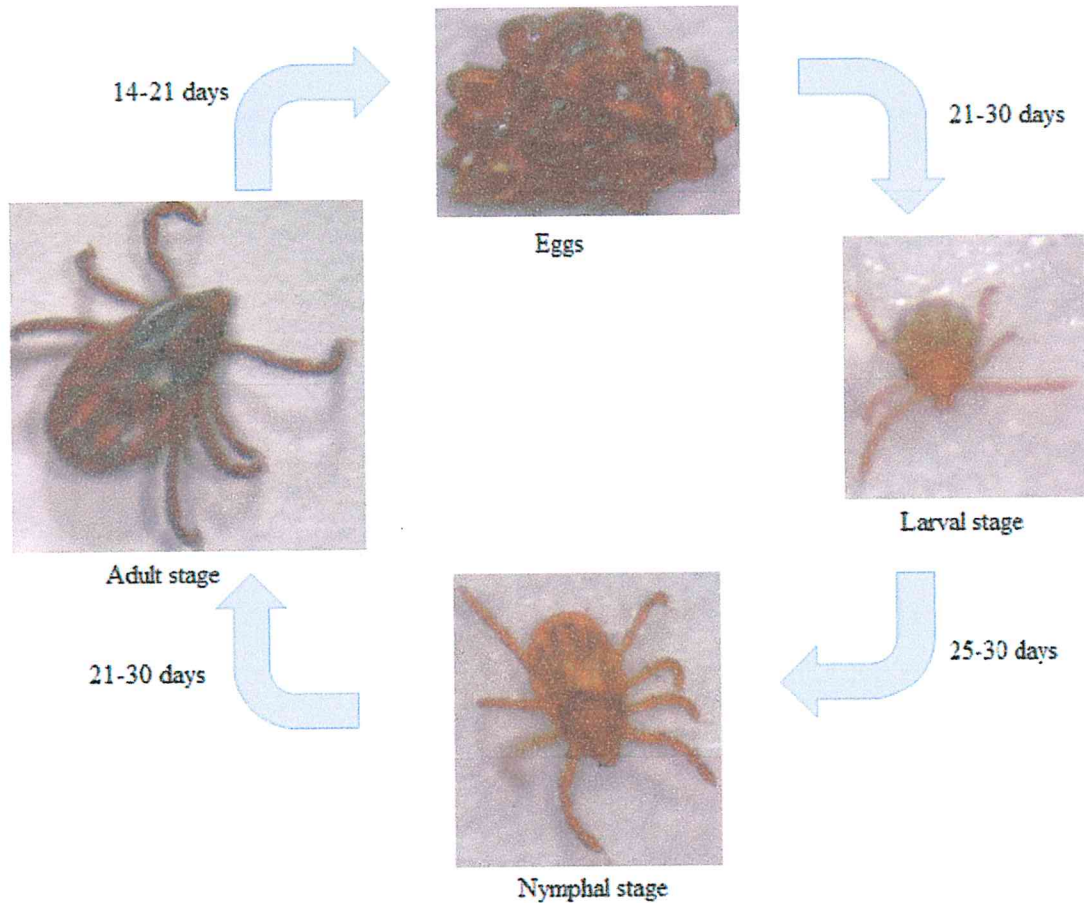 14-21 days
21-30 days
Eggs
Larval stage
Adult stage
25-30 days
21-30 days
Nymphal stage